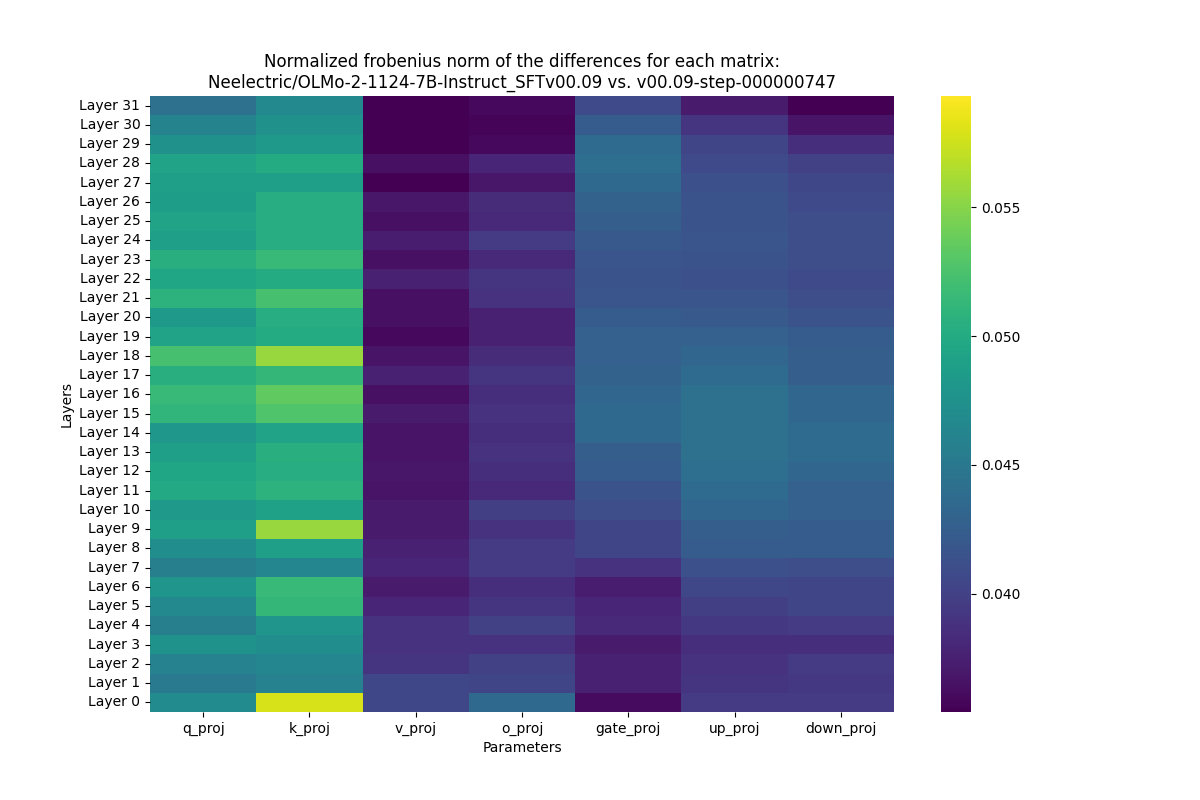 Normalized frobenius norm of the differences for each matrix:
Neelectric/OLMo-2-1124-7B-Instruct_SFTv00.09 vs. v00.09-step-000000747
Layers
Layer 31
Layer 30
Layer 29
Layer 28
Layer 27
Layer 26
Layer 25
Layer 24
Layer 23
Layer 22
Layer 21
Layer 20
Layer 19
Layer 18
Layer 17
Layer 16
Layer 15
Layer 14
Layer 13
Layer 12
Layer 11
Layer 10
Layer 9
Layer 8
Layer 7
Layer 6
Layer 5
Layer 4
Layer 3
Layer 2
Layer 1
Layer 0
q_proj k_proj v_proj o_proj gate_proj up_proj down_proj
Parameters
0.055
0.050
0.045
0.040